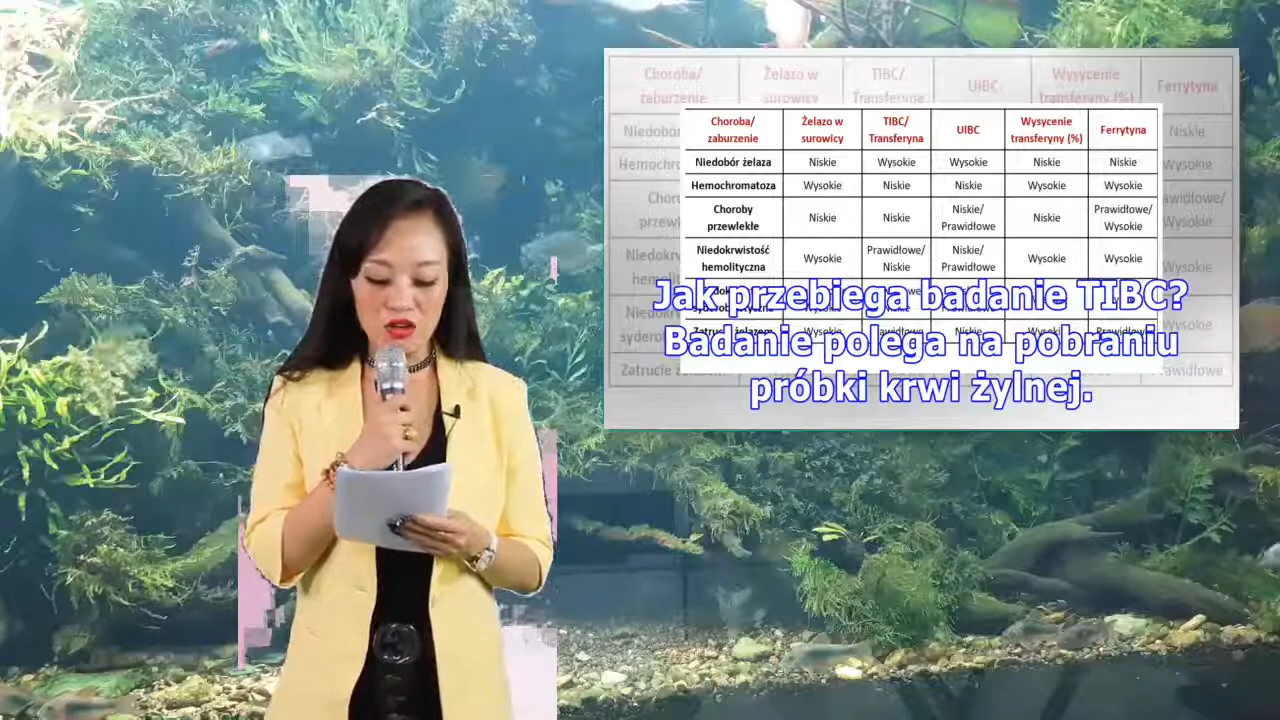 Choroba/ Żelazo w TIBC/ Wysycenie
zaburzenie surowicy Transferyna UIBC transferyny (%) Ferrytyna
Niedobór żelaza Niskie Wysokie Wysokie Niskie Niskie
Hemochromatoza Wysokie Niskie Niskie Wysokie Wysokie
Choroby Niskie/ Prawidłowe/
przewlekłe Niskie Niskie Prawidłowe Niskie Wysokie
Niedokrwistość Prawidłowe/ Niskie/
hemolityczna Wysokie Niskie Prawidłowe Wysokie Wysokie
Jak przebiega badanie TIBC?
Badanie polega na pobraniu
próbki krwi żylnej.